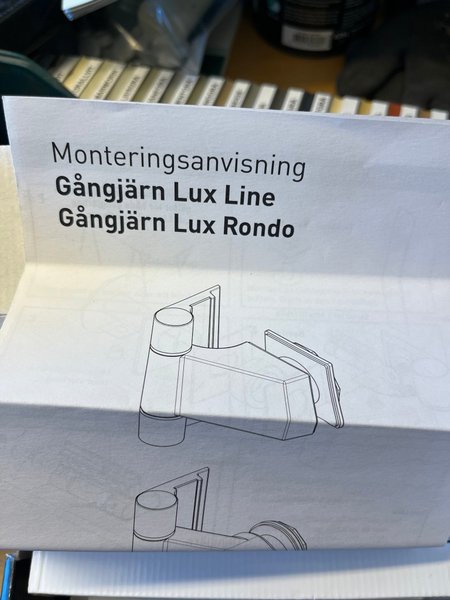 Monteringsanvisning
Gångjärn Lux Line
Gångjärn Lux Rondo